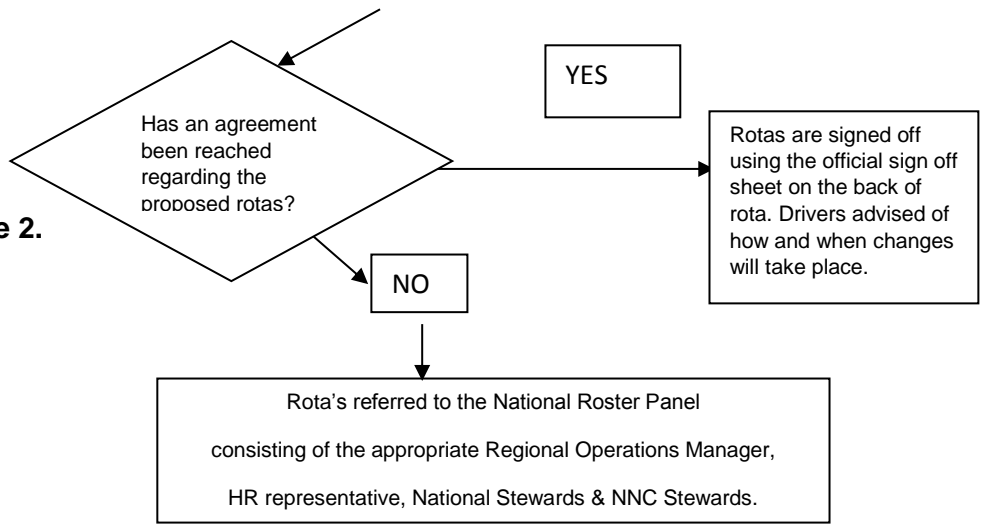 YES
Has an agreement
been reached
regarding the
proposed rotas?
Rotas are signed off
using the official sign off
sheet on the back of
rota. Drivers advised of
how and when changes
will take place.
e 2.
NO
Rota's referred to the National Roster Panel
consisting of the appropriate Regional Operations Manager,
HR representative, National Stewards & NNC Stewards.